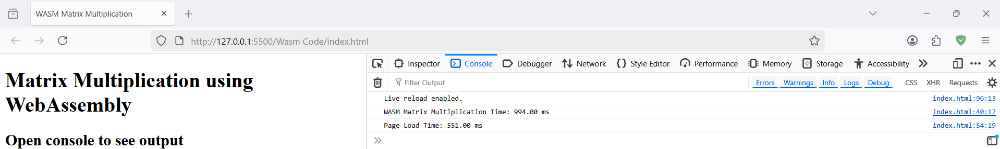 WASM Matrix Multiplication
http://127.0.0.1:5500/Wasm Code/index.html
Matrix Multiplication using
WebAssembly
Open console to see output
Inspector Console Debugger Network Style Editor Performance Memory Storage Accessibility
Filter Output Errors Warnings Info Logs Debug CSS XHR Requests
Live reload enabled. index.html:96:13
WASM Matrix Multiplication Time: 994.00 ms index.html:40:17
Page Load Time: 551.00 ms index.html:54:19